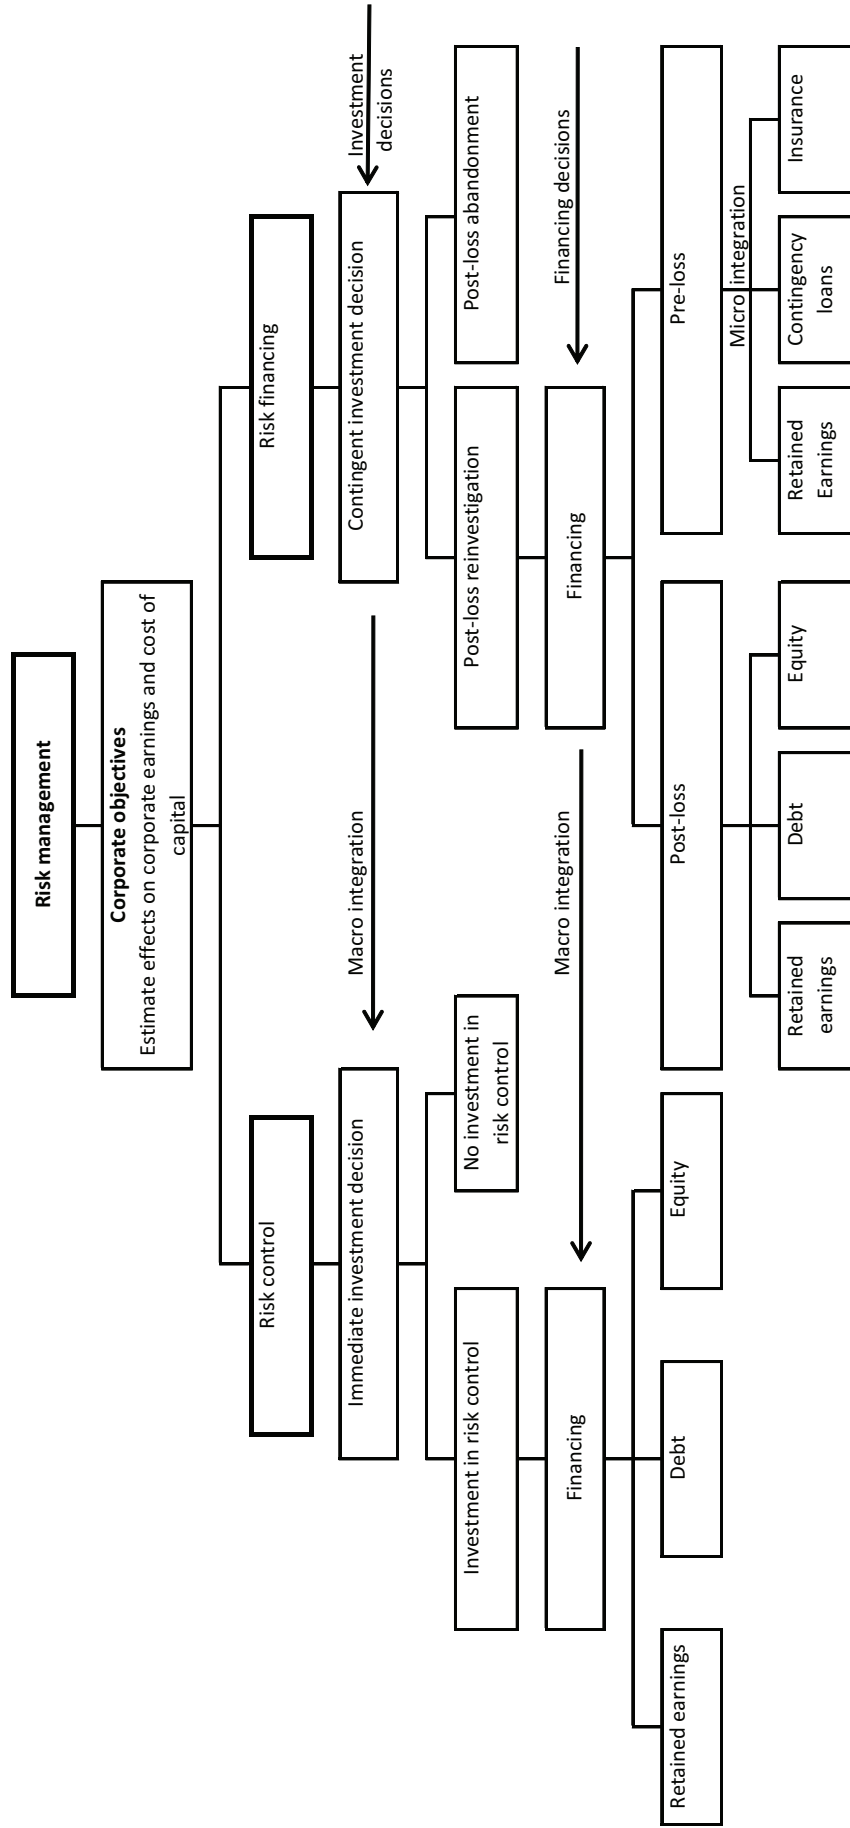 Risk management
Corporate objectives
Estimate effects on corporate earnings and cost of
capital
Risk control
Risk financing
Immediate investment decision
Macro integration
Contingent investment decision
Investment
decisions
Investment in risk control
No investment in
risk control
Post-loss reinvestigation
Post-loss abandonment
Financing
Macro integration
Financing
Financing decisions
Retained earnings
Debt
Equity
Post-loss
Pre-loss
Micro integration
Retained
earnings
Debt
Equity
Retained
Earnings
Contingency
loans
Insurance